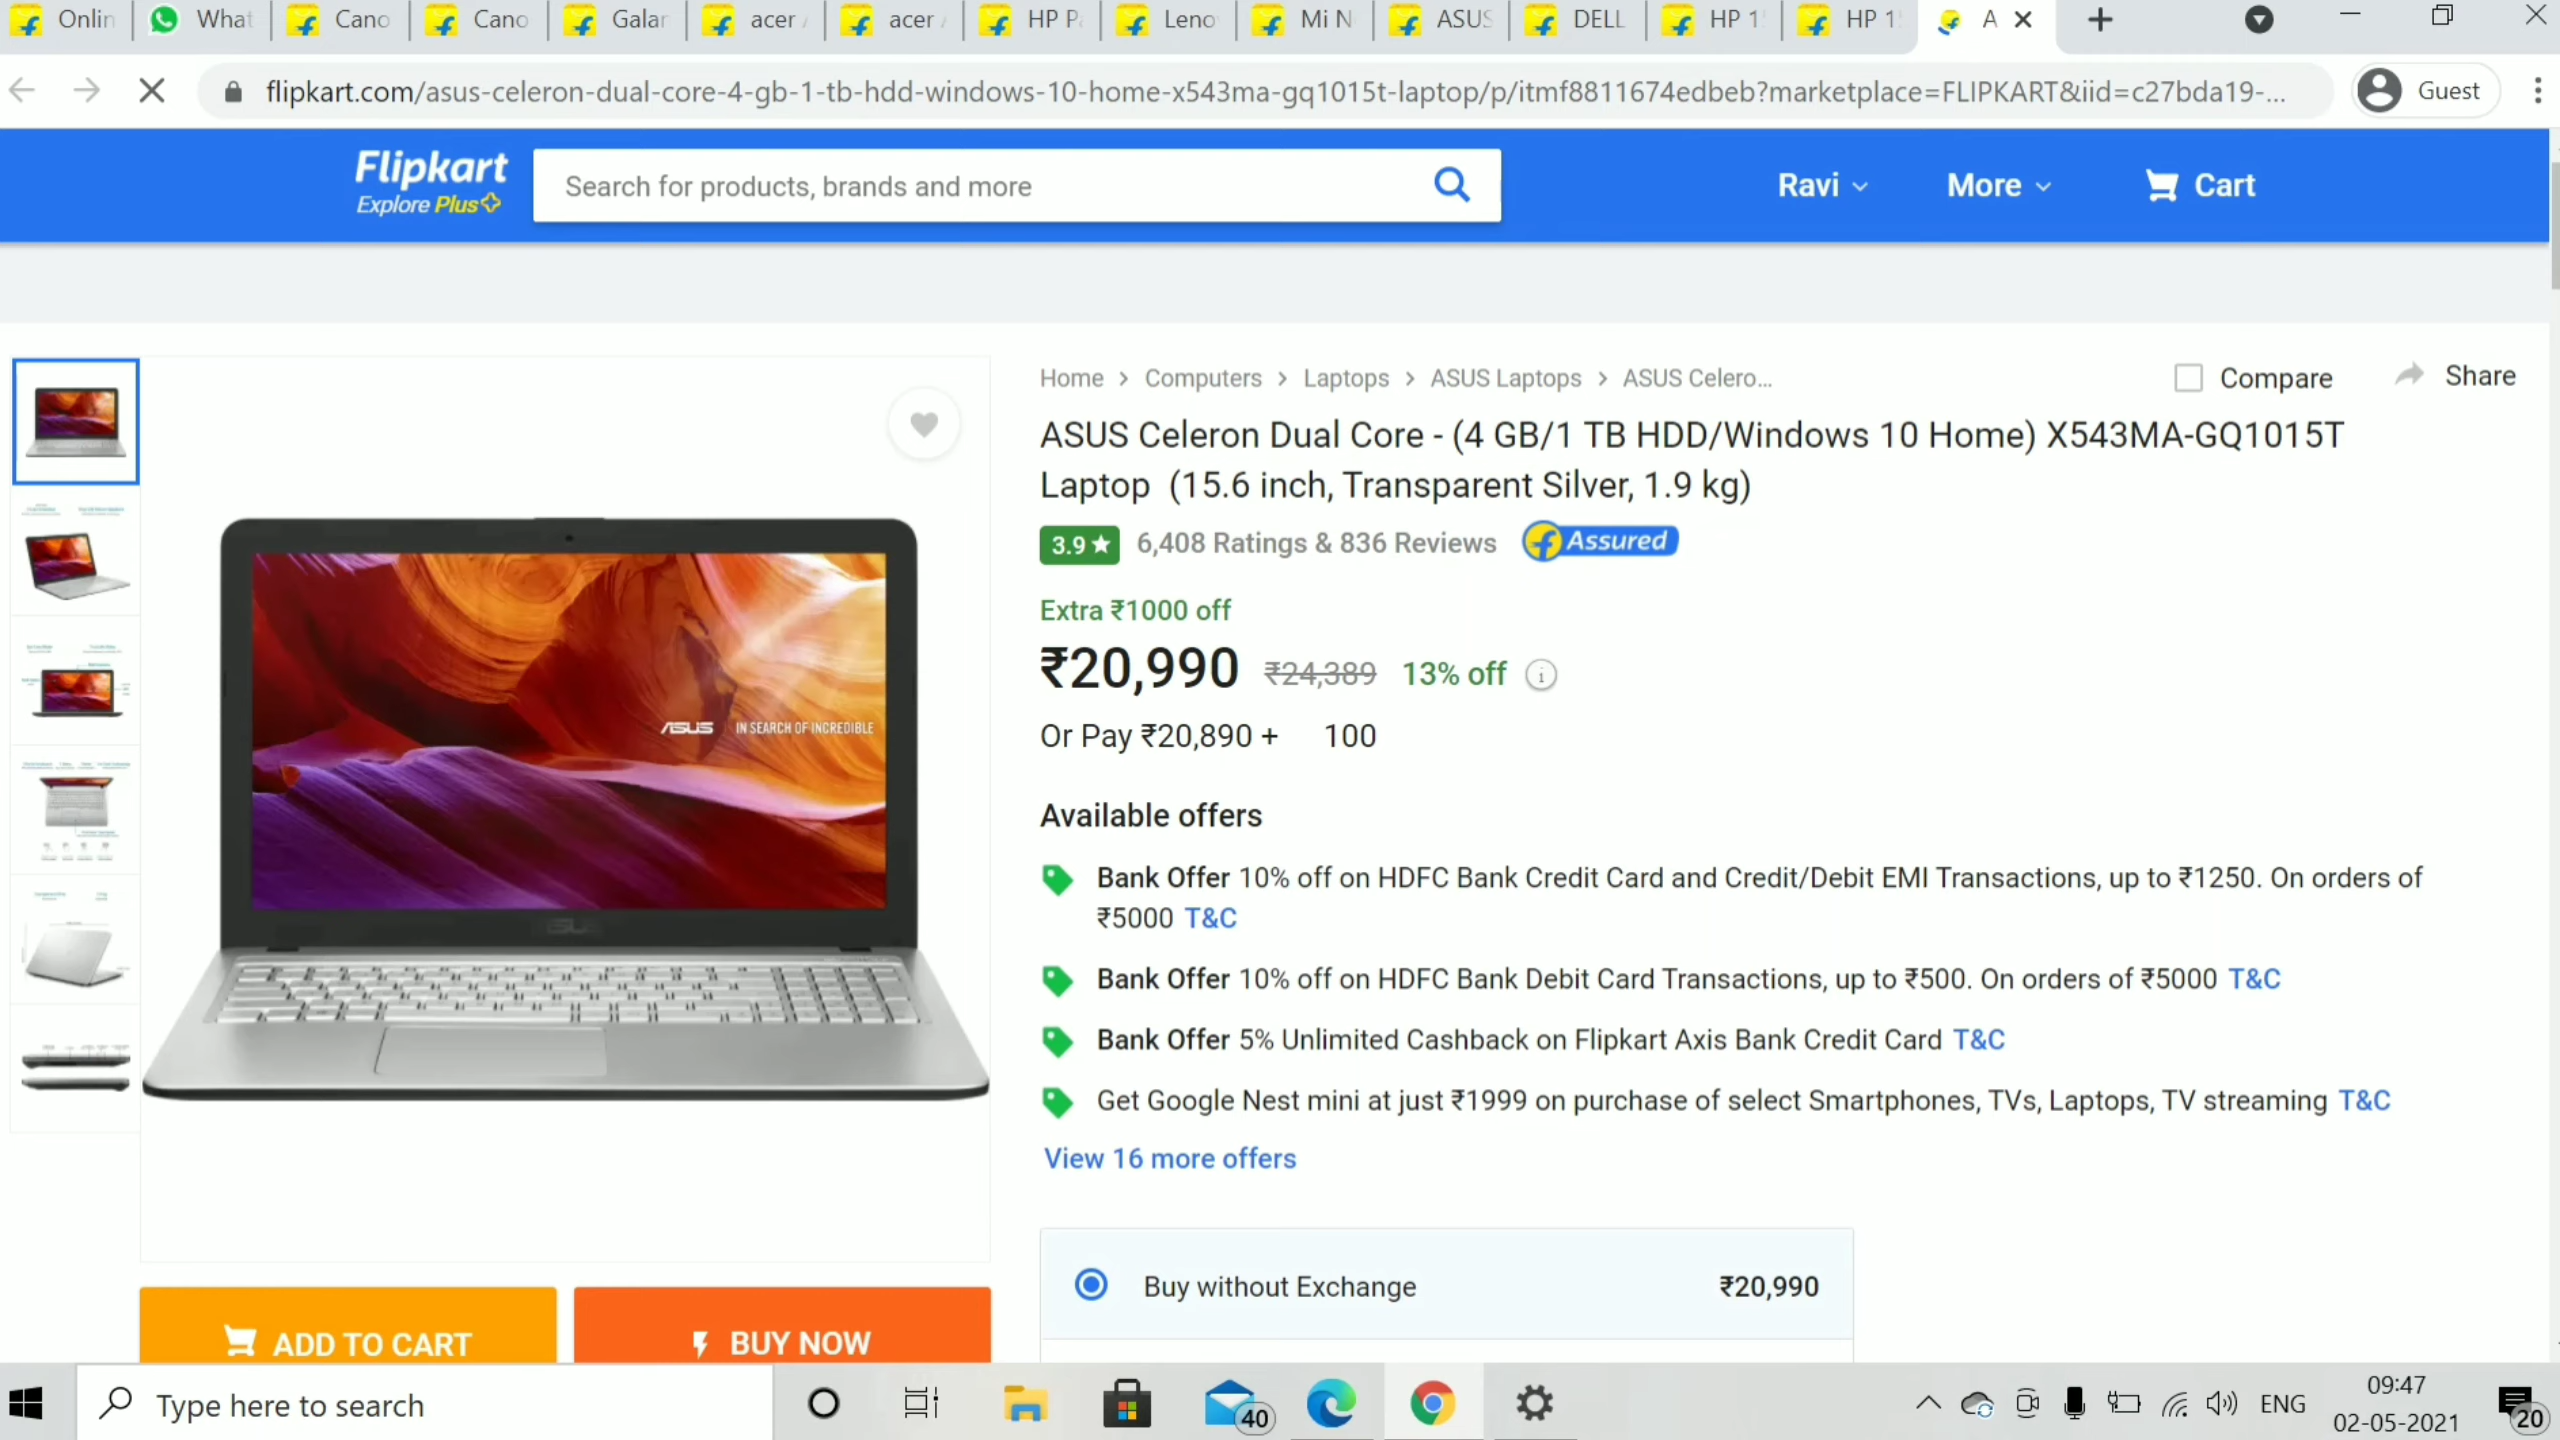 Onlin
What
Cano
Cano
Galar
acer
acer
HP Pa
Leno
Mi N
ASUS
DELL
HP 1
HP 1
A
flipkart.com/asus-celeron-dual-core-4-gb-1-tb-hdd-windows-10-home-x543ma-gq1015t-laptop/p/itmf8811674edbeb?marketplace=FLIPKART&iid=c27bda19-...
Guest
Flipkart
Explore Plus
Search for products, brands and more
Ravi
More
Cart
Home > Computers > Laptops > ASUS Laptops > ASUS Celero...
Compare
Share
ASUS Celeron Dual Core - (4 GB/1 TB HDD/Windows 10 Home) X543MA-GQ1015T
Laptop (15.6 inch, Transparent Silver, 1.9 kg)
3.9★ 6,408 Ratings & 836 Reviews
Assured
Extra ₹1000 off
₹20,990 ₹24,389 13% off
Or Pay ₹20,890 + 100
ASUS IN SEARCH OF INCREDIBLE
ASUS
Available offers
Bank Offer 10% off on HDFC Bank Credit Card and Credit/Debit EMI Transactions, up to ₹1250. On orders of
₹5000 T&C
Bank Offer 10% off on HDFC Bank Debit Card Transactions, up to ₹500. On orders of ₹5000 T&C
Bank Offer 5% Unlimited Cashback on Flipkart Axis Bank Credit Card T&C
Get Google Nest mini at just ₹1999 on purchase of select Smartphones, TVs, Laptops, TV streaming T&C
View 16 more offers
Buy without Exchange ₹20,990
ADD TO CART
BUY NOW
Type here to search
40
ENG
09:47
02-05-2021
20